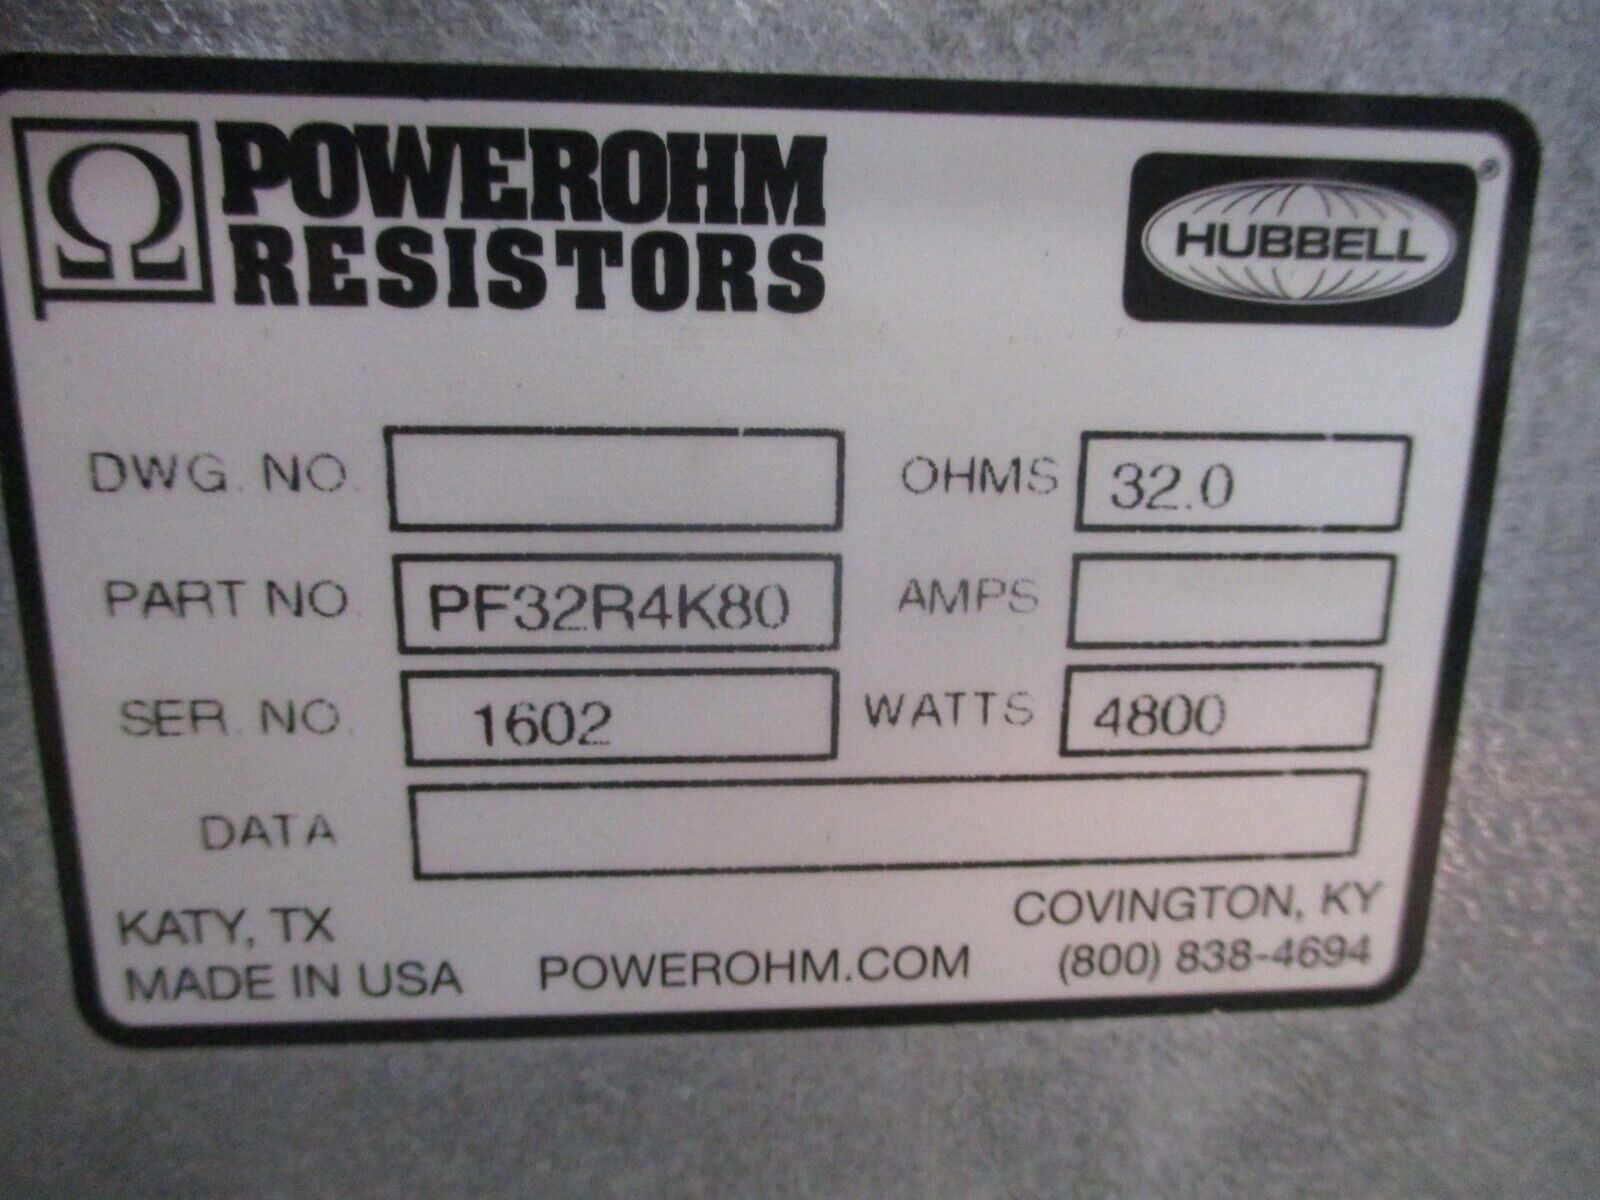 Ω POWEROHM
RESISTORS
HUBBELL®
DWG. NO.
OHMS 32.0
PART NO. PF32R4K80
AMPS
SER. NO. 1602
WATTS 4800
DATA
KATY, TX
MADE IN USA
POWEROHM.COM
COVINGTON, KY
(800) 838-4694